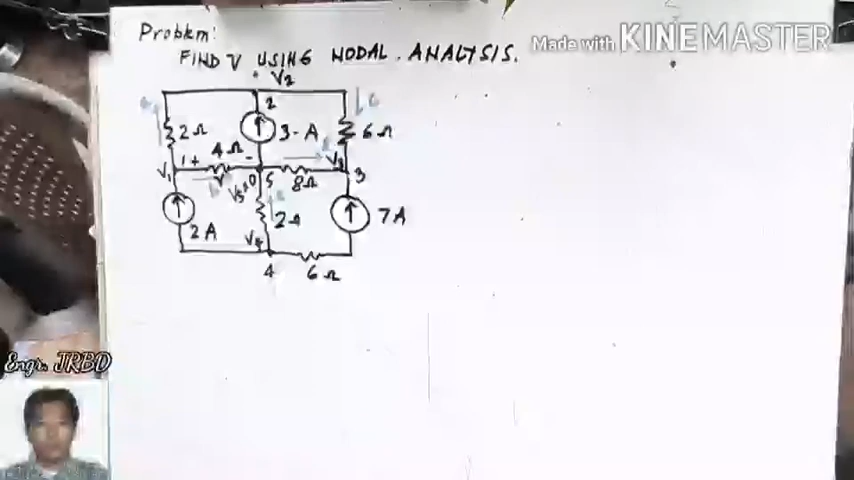 Problem:
FIND V USING NODAL. ANALYSIS.
Made with KINEMASTER
V2
2
2Ω
3-A
6Ω
4Ω
V1
1
+
V
-
V5=0
5
8Ω
V3
3
2A
2Ω
7A
V4
4
6Ω
Engr. JRBD